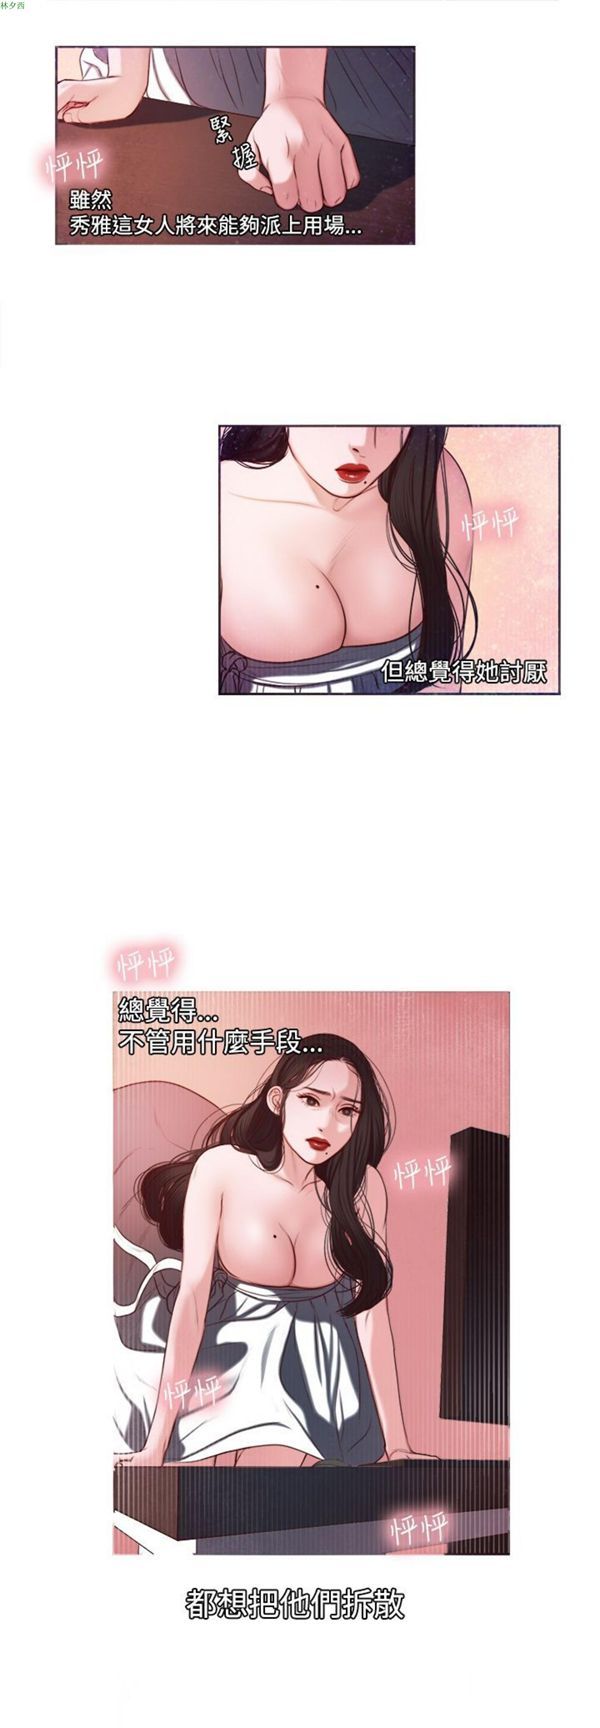 林夕西
緊握
怦怦
雖然
秀雅這女人將來能夠派上用場...
怦怦
但總覺得她討厭
怦怦
總覺得...
不管用什麼手段...
怦怦
怦怦
怦怦
都想把他們拆散